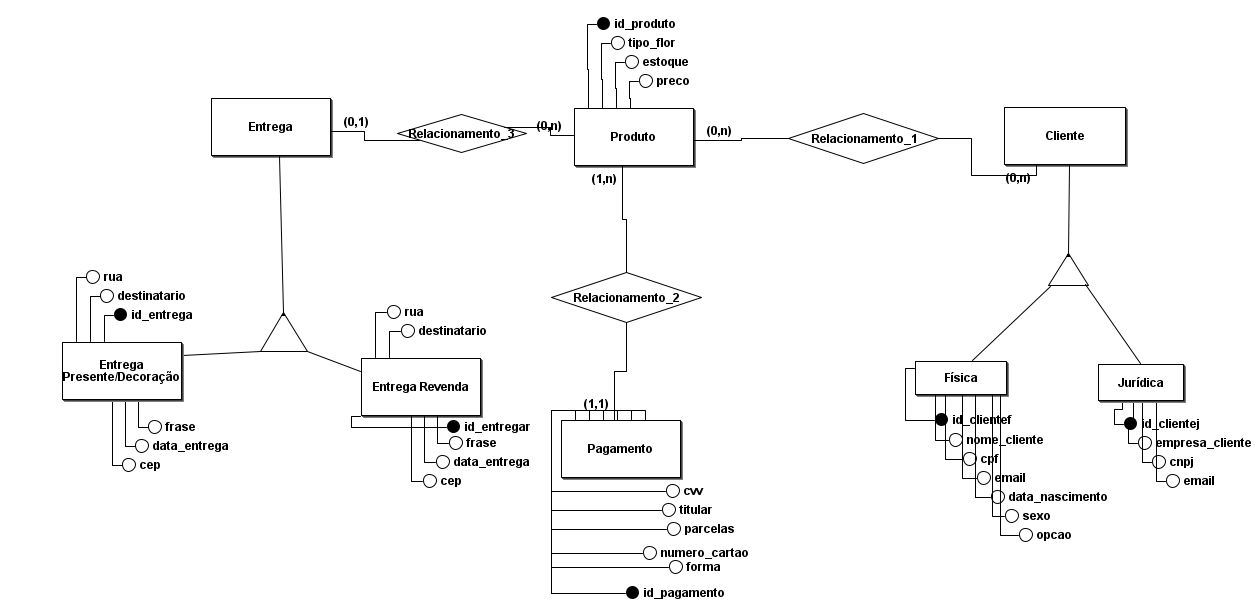 id_produto
tipo_flor
estoque
preco
Entrega
(0,1)
Relacionamento_3
(0,n)
Produto
(0,n)
Relacionamento_1
Cliente
(0,n)
(1,n)
rua
destinatario
id_entrega
Entrega
Presente/Decoração
frase
data_entrega
cep
rua
destinatario
Entrega Revenda
id_entregar
frase
data_entrega
cep
Relacionamento_2
(1,1)
Pagamento
cvv
titular
parcelas
numero_cartao
forma
id_pagamento
Física
id_clientef
nome_cliente
cpf
email
data_nascimento
sexo
opcao
Jurídica
id_clientej
empresa_cliente
cnpj
email